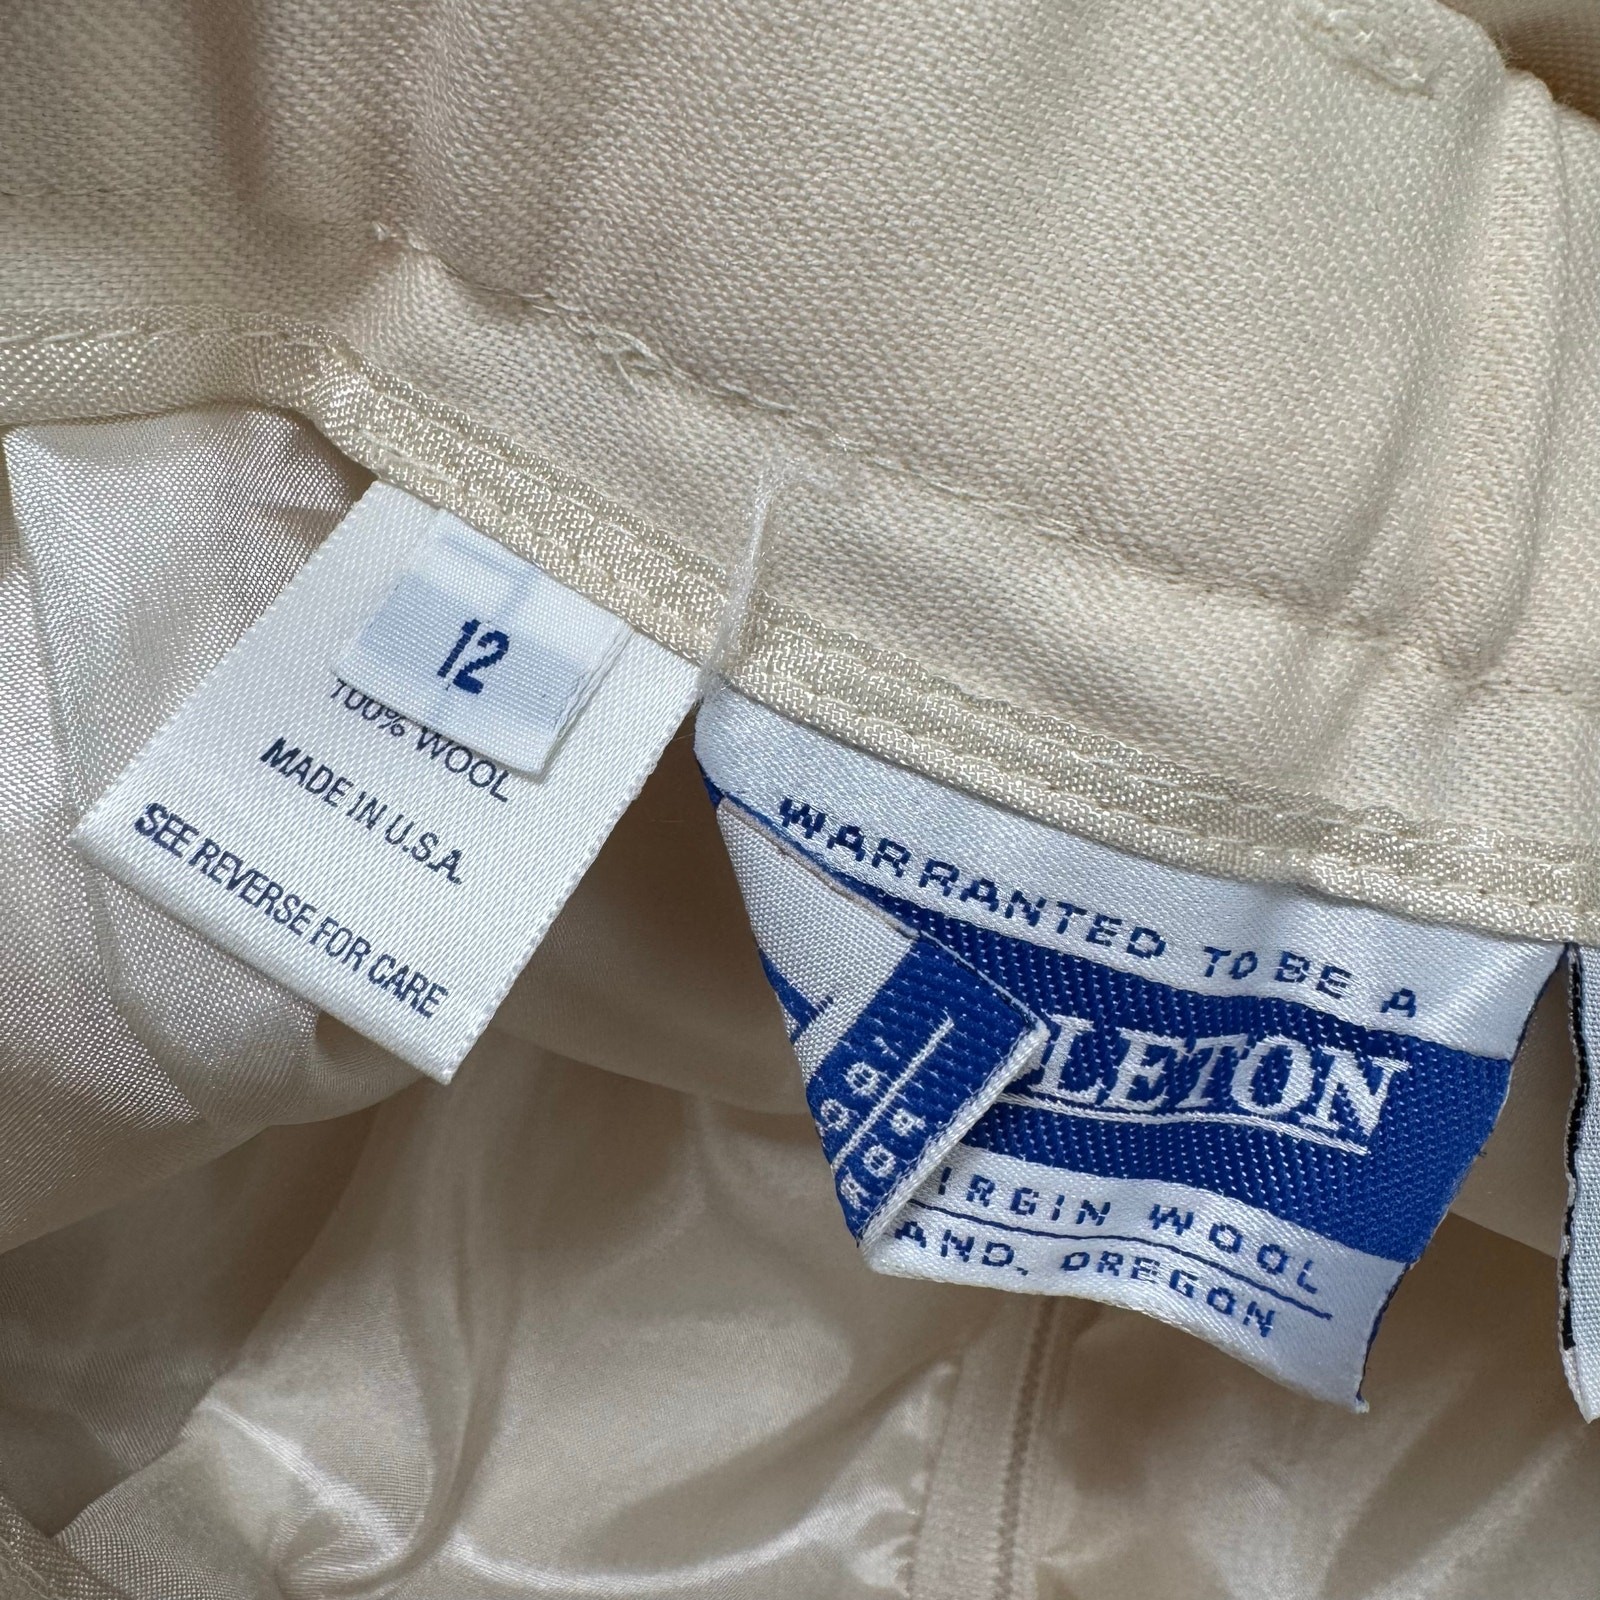 12
100% WOOL
MADE IN U.S.A.
SEE REVERSE FOR CARE
WARRANTED TO BE A
LETON
IRGIN WOOL
AND, OREGON